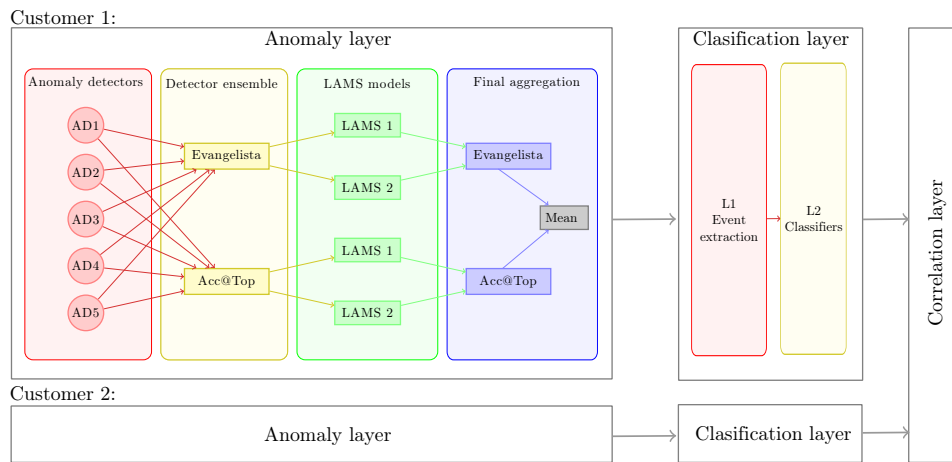 Customer 1:
Anomaly layer
Anomaly detectors
AD1
AD2
AD3
AD4
AD5
Detector ensemble
Evangelista
Acc@Top
LAMS models
LAMS 1
LAMS 2
LAMS 1
LAMS 2
Final aggregation
Evangelista
Mean
Acc@Top
Clasification layer
L1
Event
extraction
L2
Classifiers
Correlation layer
Customer 2:
Anomaly layer
Clasification layer